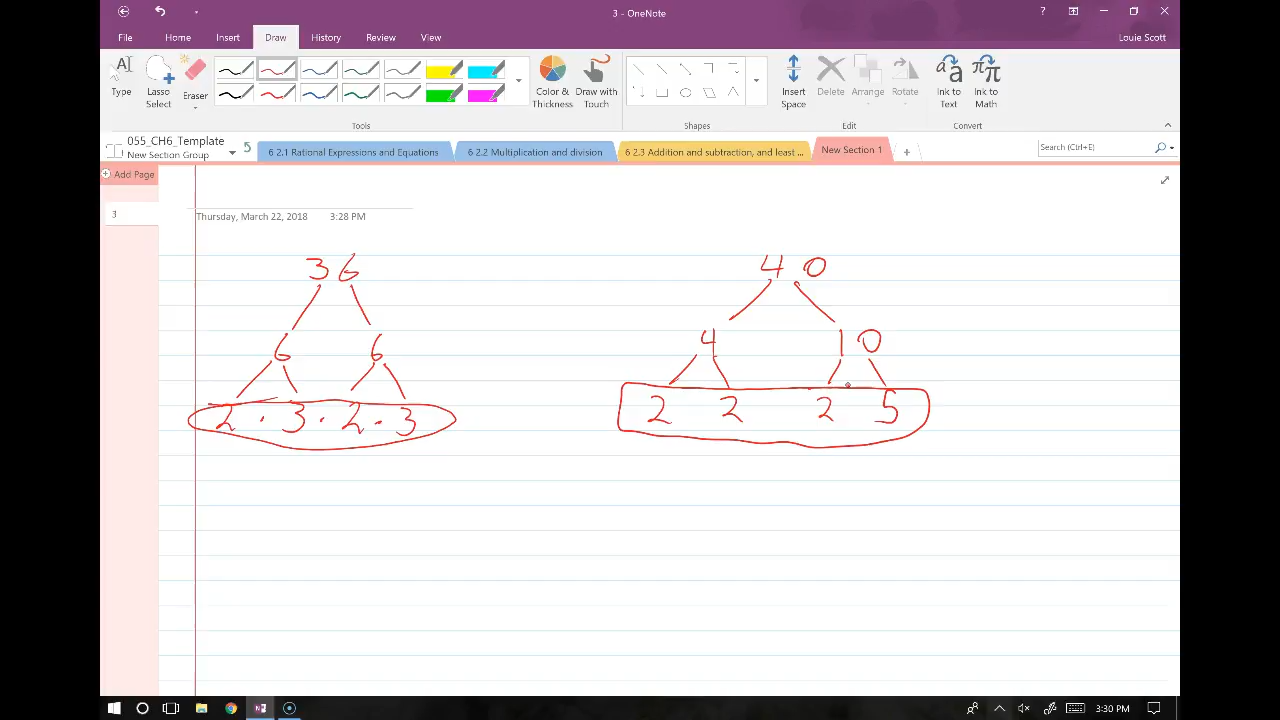 3 - OneNote
? Louie Scott
File Home Insert Draw History Review View
Type Lasso Select Eraser Color & Thickness Draw with Touch Insert Space Delete Arrange Rotate Ink to Text Ink to Math
Tools Shapes Edit Convert
055_CH6_Template
New Section Group
6 2.1 Rational Expressions and Equations 6 2.2 Multiplication and division 6 2.3 Addition and subtraction, and least ... New Section 1 + Search (Ctrl+E)
Add Page
3
Thursday, March 22, 2018 3:28 PM
36 40
6 6 4 10
2 · 3 · 2 · 3 2 2 2 5
3:30 PM